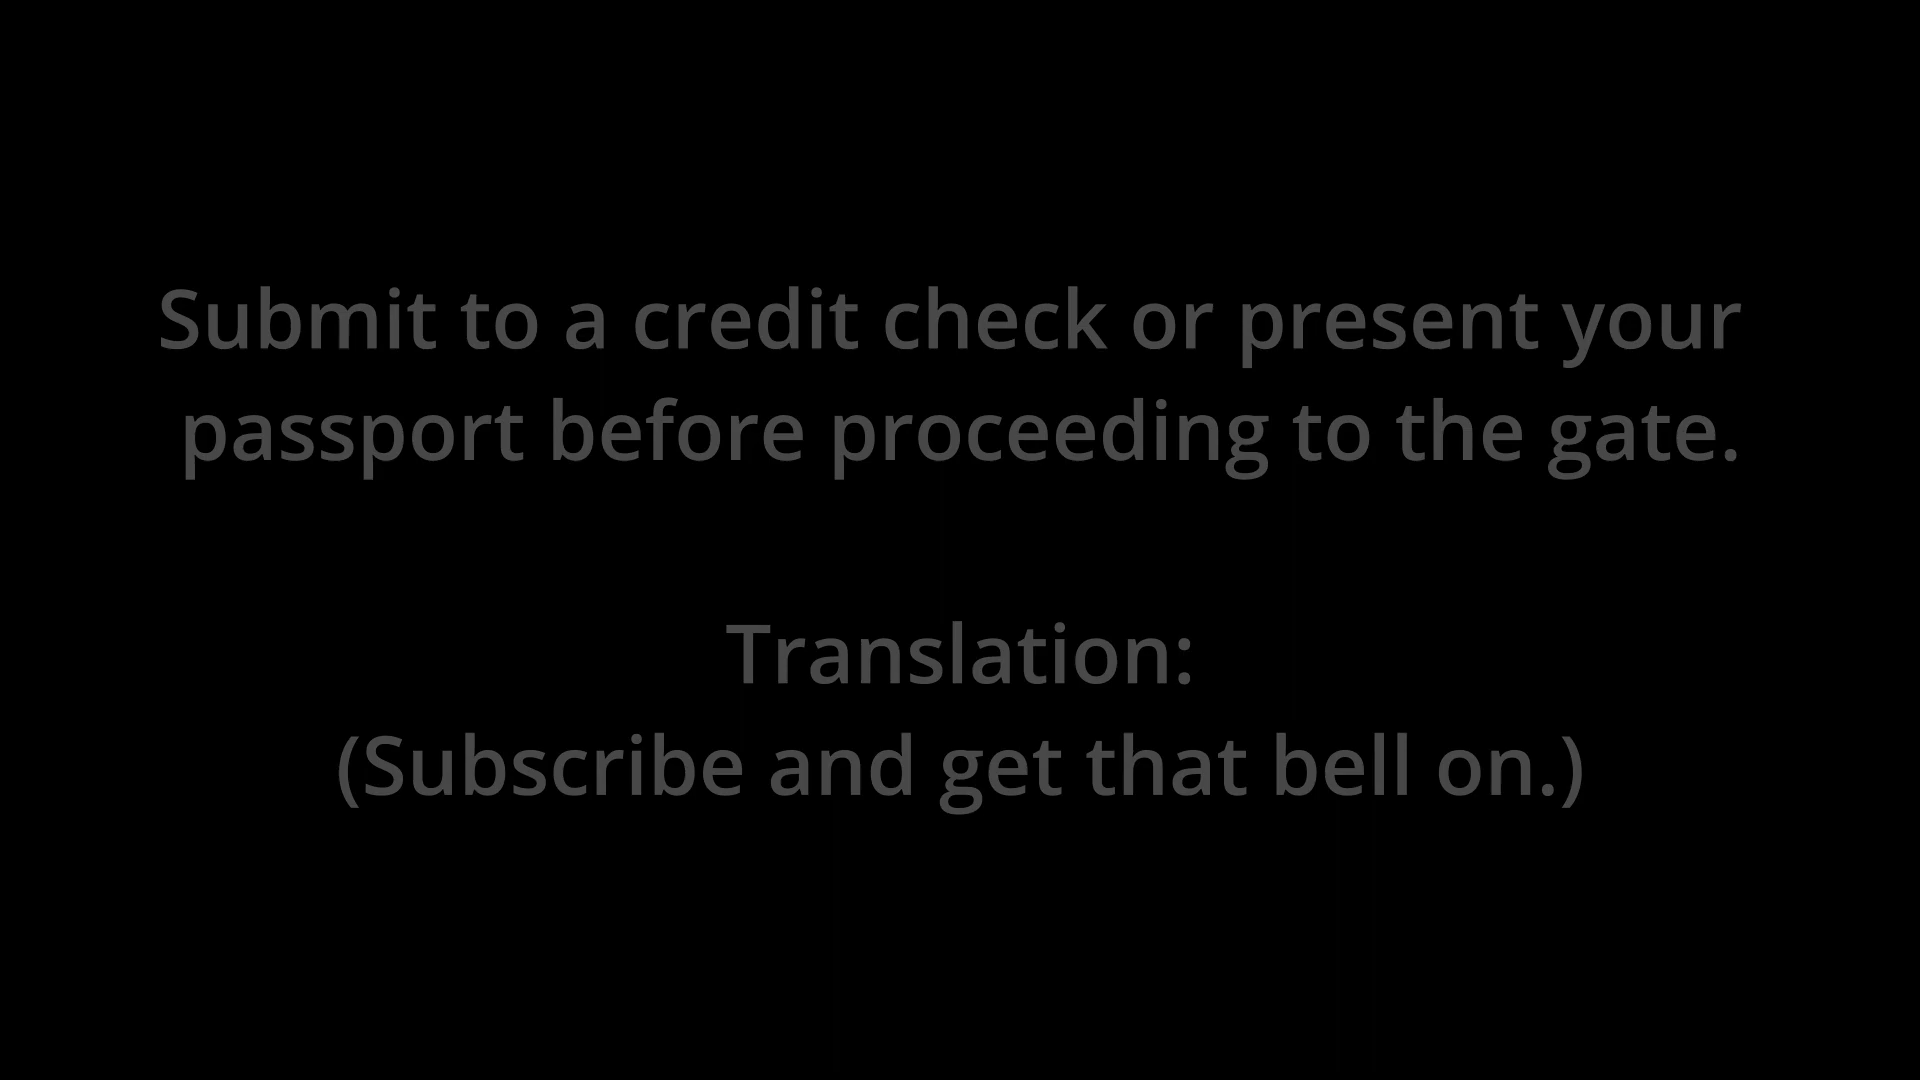 Submit to a credit check or present your
passport before proceeding to the gate.
Translation:
(Subscribe and get that bell on.)